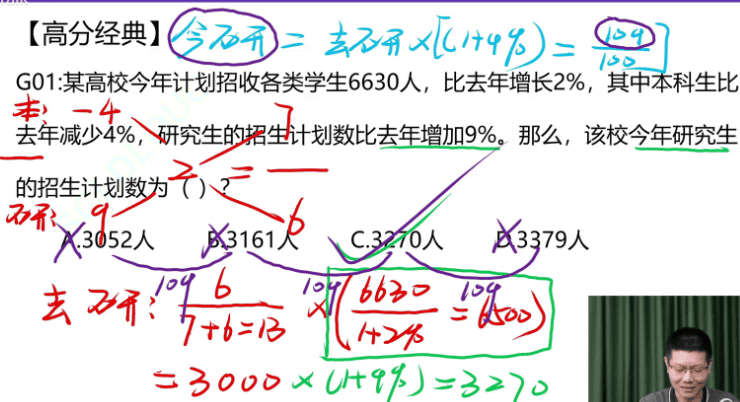 【高分经典】 今研 = 去研×[(1+9%) = 109/100]
G01:某高校今年计划招收各类学生6630人，比去年增长2%，其中本科生比
本: -4 7
去年减少4%，研究生的招生计划数比去年增加9%。那么，该校今年研究生
2 = —
的招生计划数为（ ）？
研: 9 6
A.3052人 B.3161人 C.3270人 D.3379人
109 109 109
去研: 6/7+6=13 × (6630/1+2% = 6500)
=3000×(1+9%)=3270